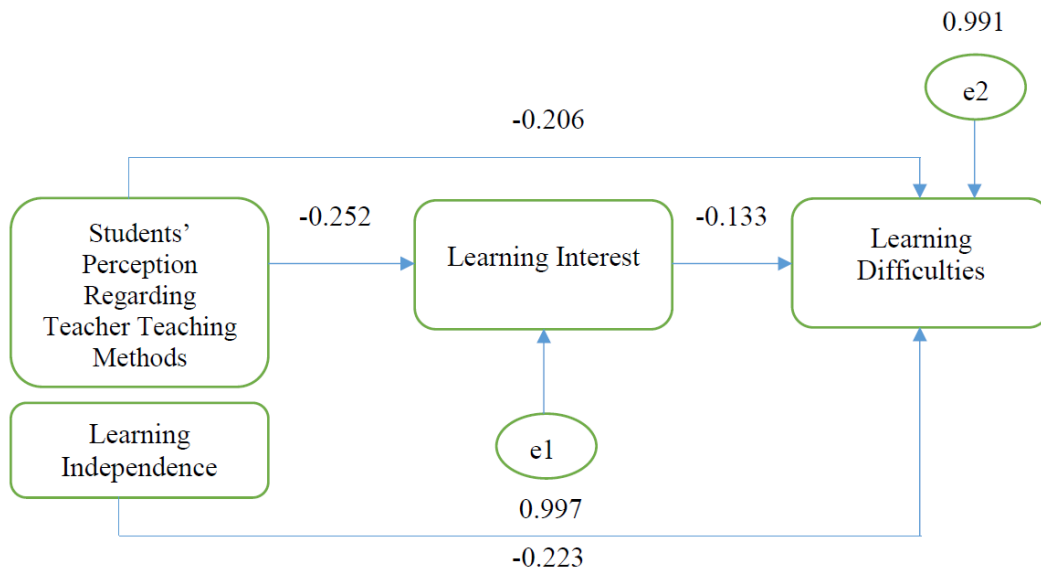 0.991
e2
-0.206
-0.252
-0.133
Students’
Perception
Regarding
Teacher Teaching
Methods
Learning Interest
Learning
Difficulties
Learning
Independence
e1
0.997
-0.223